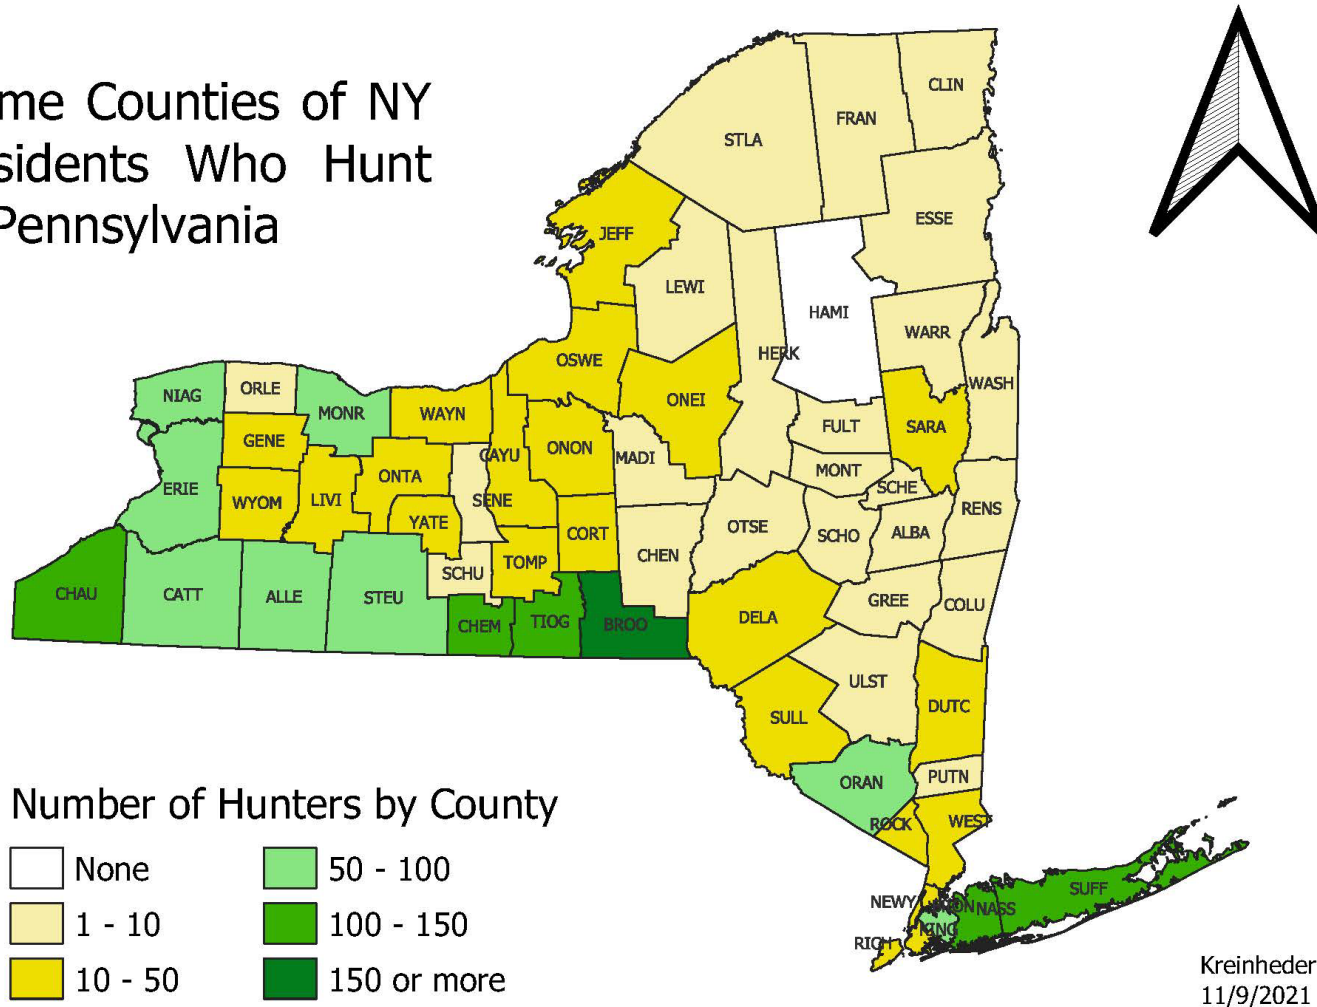 me Counties of NY
sidents Who Hunt
Pennsylvania
CLIN
FRAN
STLA
ESSE
JEFF
LEWI
HAMI
WARR
HERK
OSWE
WASH
ORLE
NIAG
ONEI
MONR
WAYN
FULT
SARA
GENE
ONON
CAYU
MADI
MONT
ONTA
SCHE
ERIE
WYOM
LIVI
SENE
RENS
YATE
OTSE
CORT
SCHO
ALBA
CHEN
TOMP
SCHU
CHAU
CATT
ALLE
STEU
GREE
COLU
DELA
TIOG
BROO
CHEM
ULST
DUTC
SULL
PUTN
ORAN
ROCK
WEST
SUFF
NEWY
NASS
KING
RICH
Number of Hunters by County
None
50 - 100
1 - 10
100 - 150
10 - 50
150 or more
Kreinheder
11/9/2021